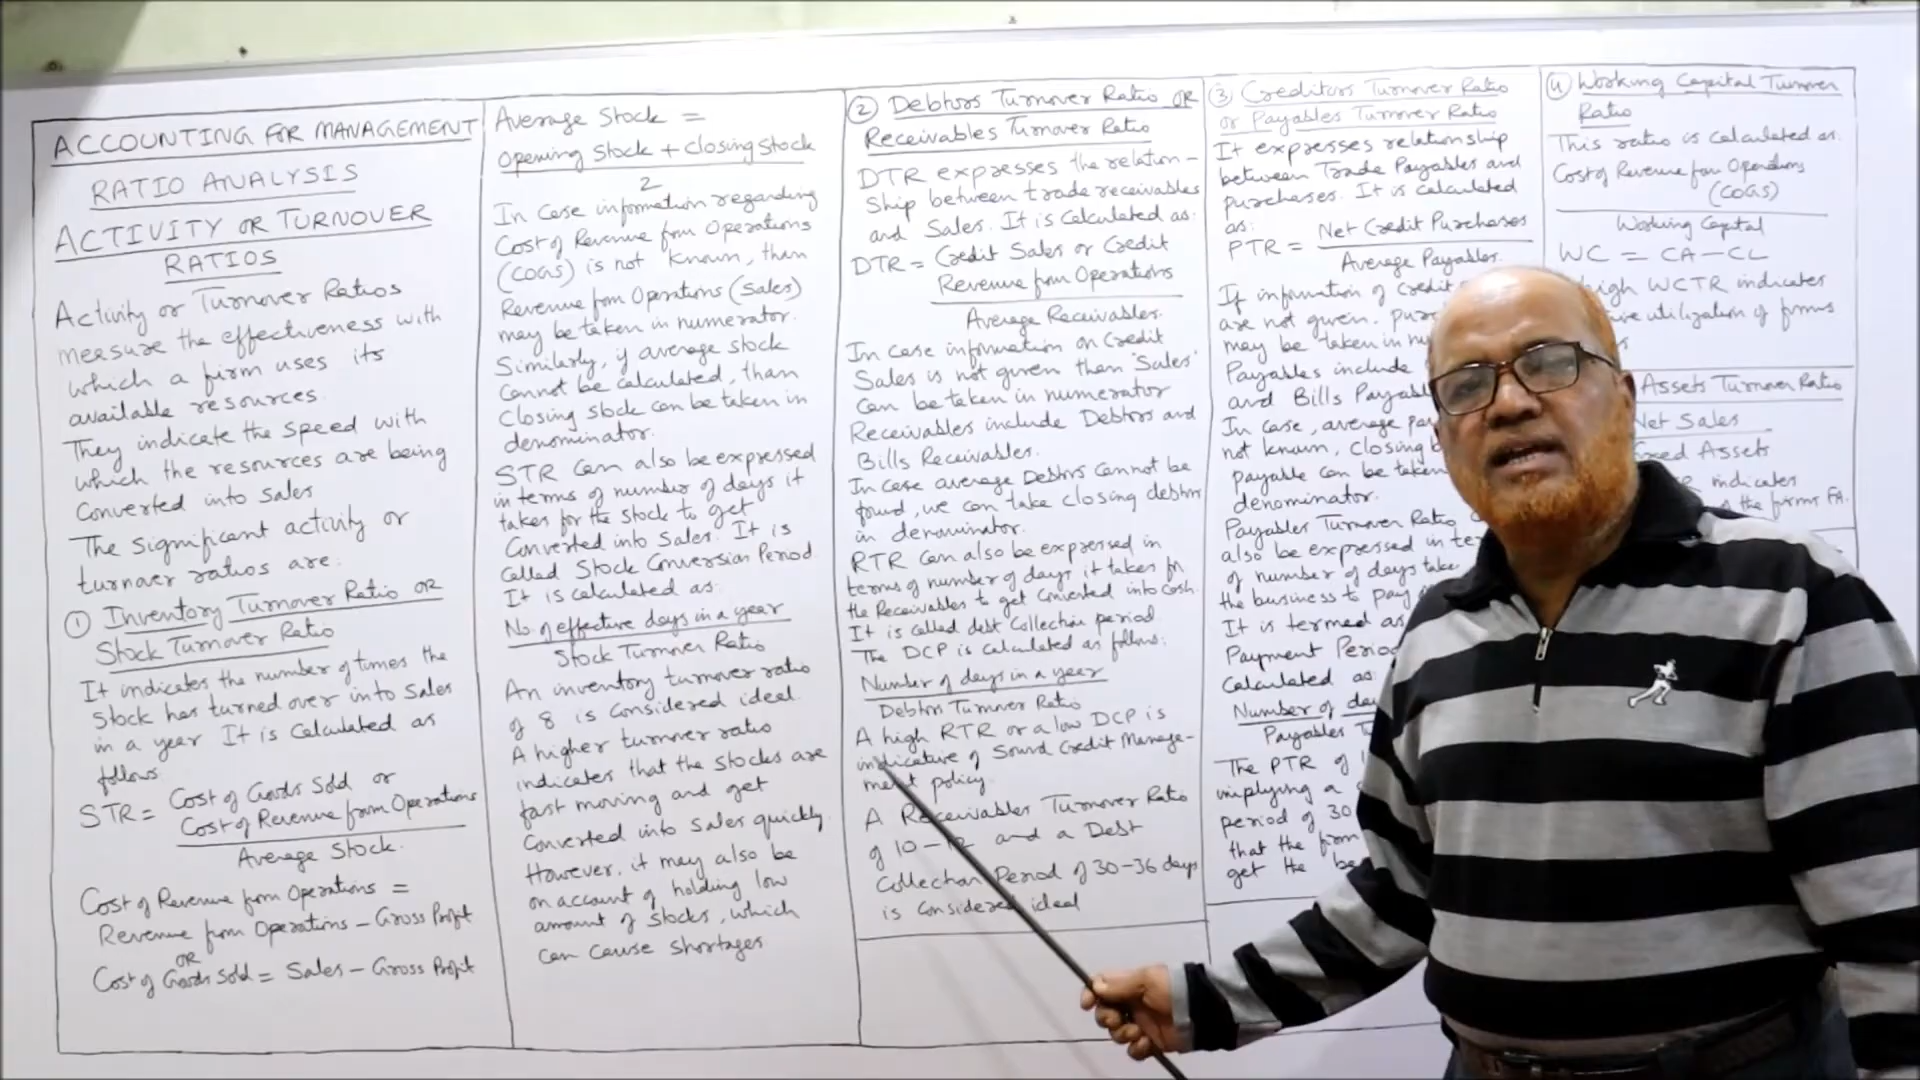 ACCOUNTING FOR MANAGEMENT
RATIO ANALYSIS
ACTIVITY OR TURNOVER
RATIOS
Activity or Turnover Ratios
measure the effectiveness with
which a firm uses its
available resources.
They indicate the speed with
which the resources are being
Converted into sales
The significant activity or
turnover ratios are:
① Inventory Turnover Ratio OR
Stock Turnover Ratio
It indicates the number of times the
Stock has turned over into sales
in a year It is Calculated as
follows
STR = Cost of Goods Sold or
Cost of Revenue from Operations
Average Stock.
Cost of Revenue from Operations =
Revenue from Operations - Gross Profit
OR
Cost of Goods Sold = Sales - Gross Profit
Average Stock =
Opening Stock + closing stock
2
In case information regarding
Cost of Revenue from Operations
(COGS) is not known, then
Revenue from Operations (Sales)
may be taken in numerator.
Similarly, if average stock
Cannot be calculated, than
Closing stock can be taken in
denominator.
STR can also be expressed
in terms of number of days it
takes for the stock to get
Converted into sales. It is
Called Stock Conversion Period
It is calculated as:
No. of effective days in a year
Stock Turnover Ratio
An inventory turnover ratio
of 8 is considered ideal
A higher turnover ratio
indicates that the stocks are
fast moving and get
Converted into sales quickly.
However, it may also be
on account of holding low
amount of stocks, which
can cause shortages
② Debtors Turnover Ratio OR
Receivables Turnover Ratio
DTR expresses the relation-
ship between trade receivables
and Sales. It is Calculated as:
DTR = Credit Sales or Credit
Revenue from Operations
Average Receivables.
In case information on Credit
Sales is not given then 'Sales'
Can be taken in numerator
Receivables include Debtors and
Bills Receivables.
In case average Debtors cannot be
found, we can take closing debtors
in denominator.
RTR can also be expressed in
terms of number of days it takes for
the Receivables to get Converted into Cash.
It is called debt Collection period.
The DCP is calculated as follows:
Number of days in a year
Debtors Turnover Ratio
A high RTR or a low DCP is
indicative of Sound Credit Manage-
ment policy.
A Receivables Turnover Ratio
of 10-12 and a Debt
Collection Period of 30-36 days
is Considered ideal
③ Creditors Turnover Ratio
or Payables Turnover Ratio
It expresses relationship
between Trade Payables and
purchases. It is calculated
as:
PTR = Net Credit Purchases
Average Payables.
If information of credit
are not given.
may be taken in
Payables include
and Bills
In case, average
not known, Closing
payable can be taken
denominator.
Payables Turnover Ratio
also be expressed in
of number of days take
the business to pay
It is termed as
Payment
Calculated as:
Number of
Payables
The PTR of
implying a
period of 30
that the firm
get the
④ Working Capital Turnover
Ratio
This ratio is calculated as:
Cost of Revenue from Operations
(COGS)
Working Capital
WC = CA - CL
high WCTR indicates
utilization of firms
Assets Turnover Ratio
Net Sales
Assets
indicates
the firms FA.